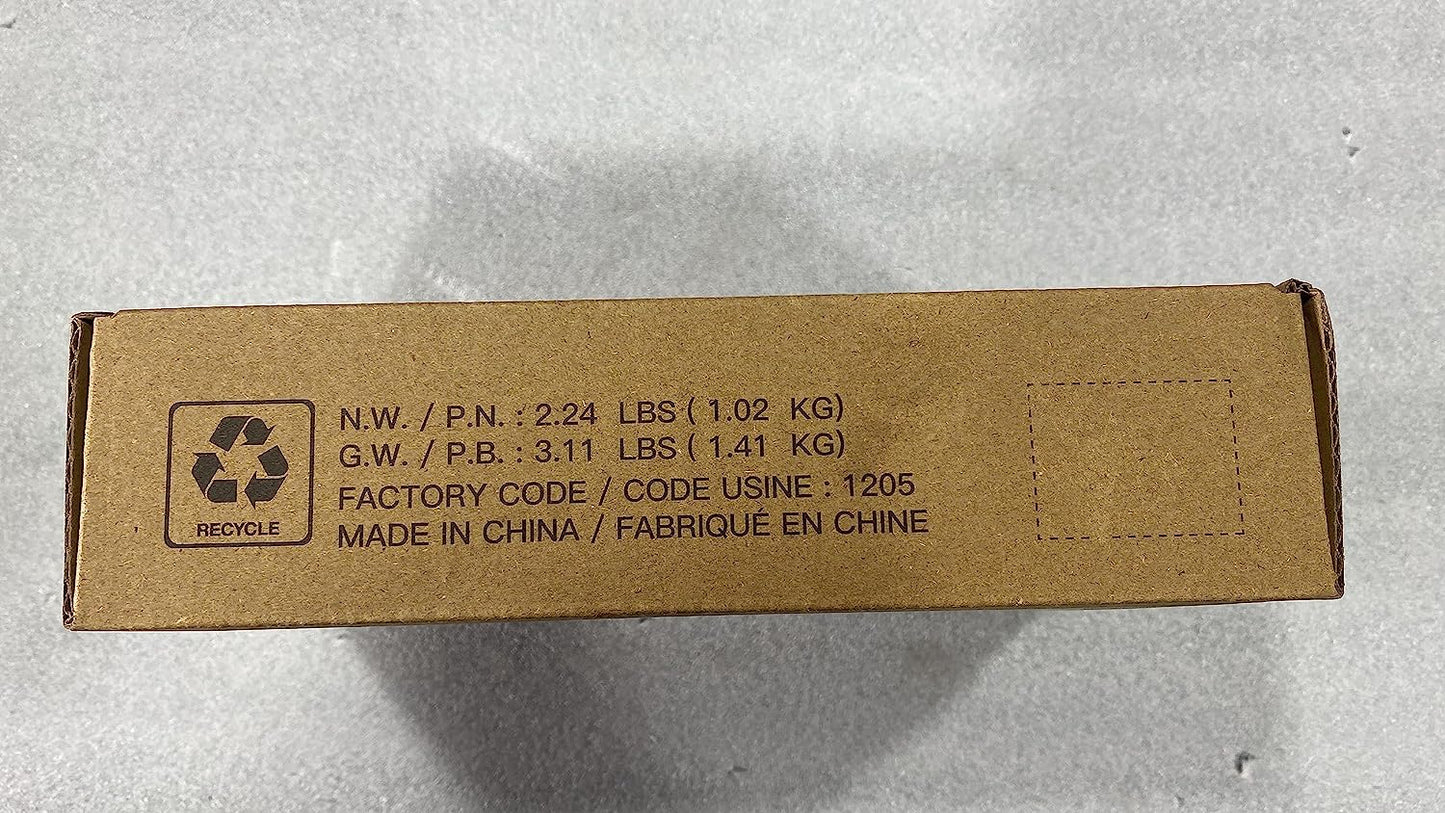 RECYCLE
N.W. / P.N. : 2.24 LBS ( 1.02 KG)
G.W. / P.B. : 3.11 LBS ( 1.41 KG)
FACTORY CODE / CODE USINE : 1205
MADE IN CHINA / FABRIQUÉ EN CHINE